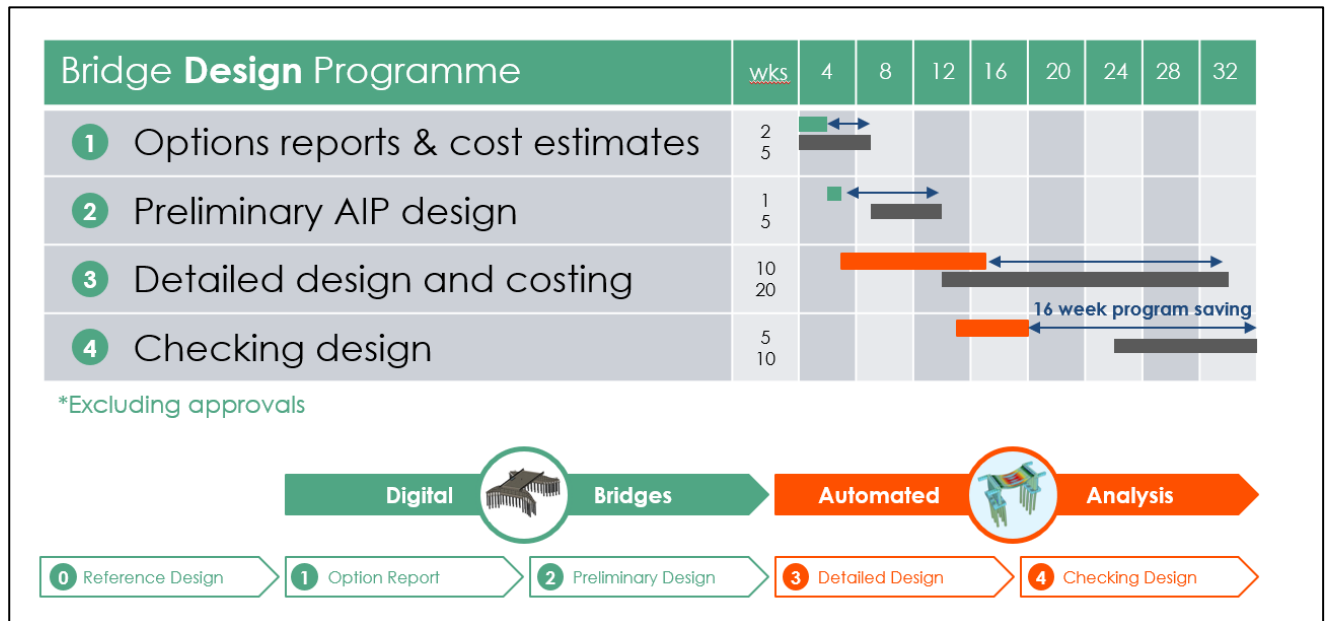 Bridge Design Programme wks 4 8 12 16 20 24 28 32
1 Options reports & cost estimates 2
5
2 Preliminary AIP design 1
5
3 Detailed design and costing 10
20
16 week program saving
4 Checking design 5
10
*Excluding approvals
Digital Bridges Automated Analysis
0 Reference Design 1 Option Report 2 Preliminary Design 3 Detailed Design 4 Checking Design